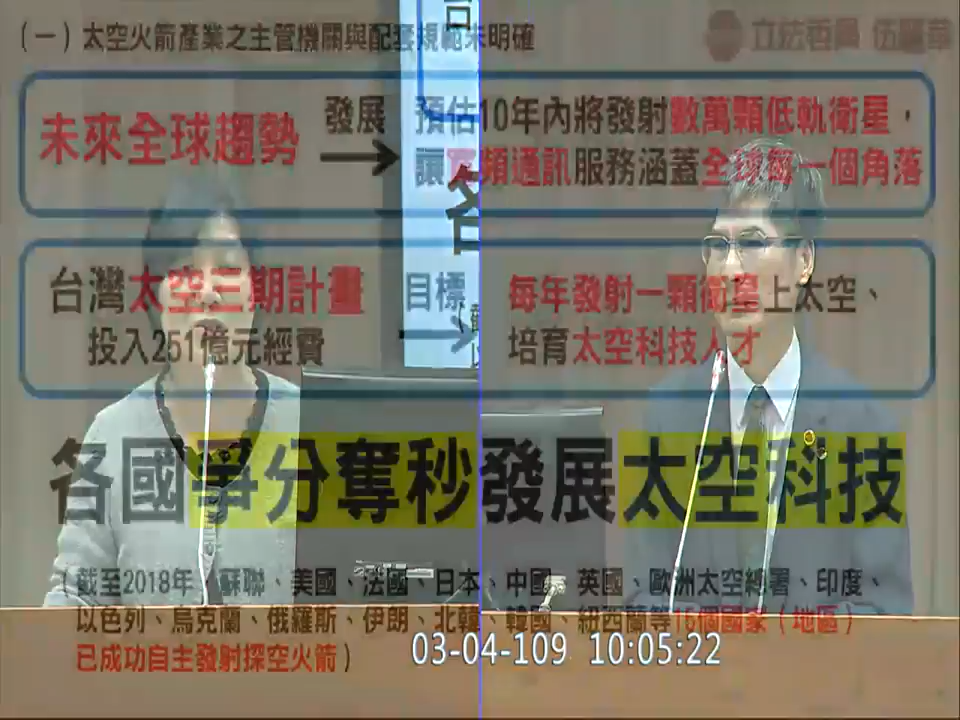 （一）太空火箭產業之主管機關與配套規範未明確
立法委員 伍麗華
未來全球趨勢
發展
預估10年內將發射數萬顆低軌衛星，
讓寬頻通訊服務涵蓋全球每一個角落
台灣太空三期計畫
投入251億元經費
目標
每年發射一顆衛星上太空、
培育太空科技人才
各國爭分奪秒發展太空科技
（截至2018年，蘇聯、美國、法國、日本、中國、英國、歐洲太空總署、印度、
以色列、烏克蘭、俄羅斯、伊朗、北韓、韓國、紐西蘭等16個國家（地區）
已成功自主發射探空火箭）
03-04-109 10:05:22